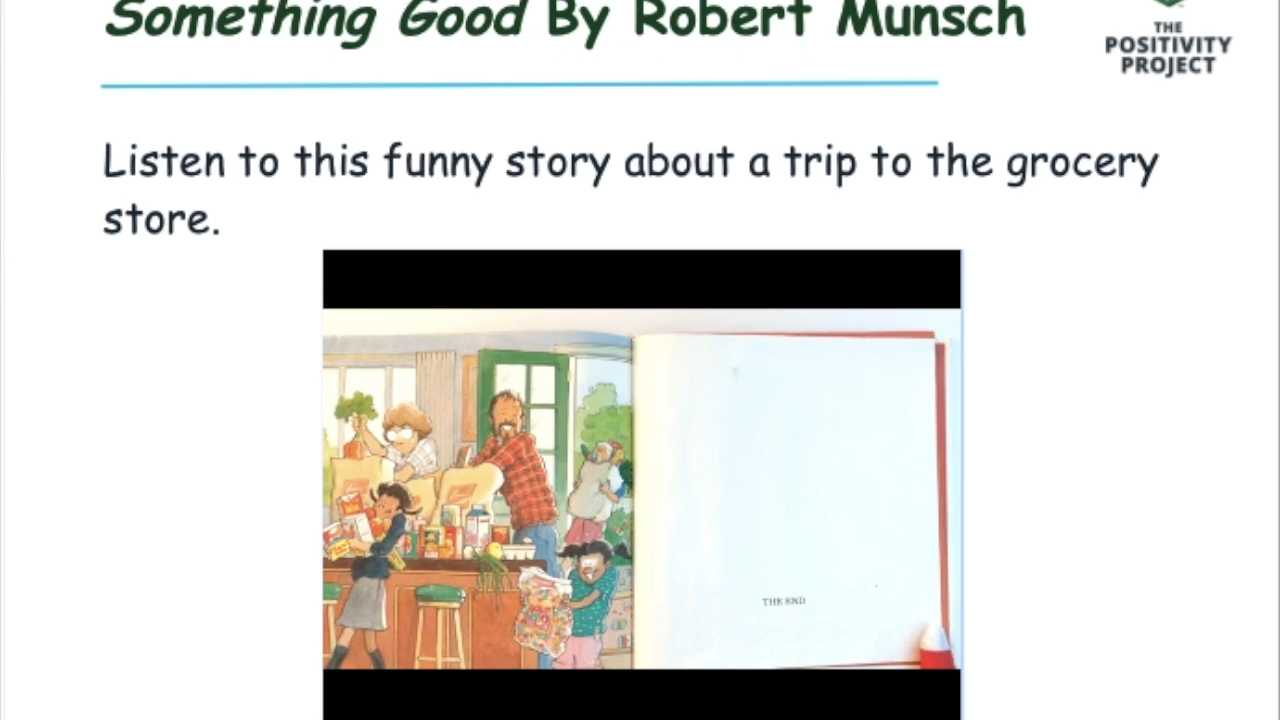 Something Good By Robert Munsch
THE
POSITIVITY
PROJECT
Listen to this funny story about a trip to the grocery
store.
THE END